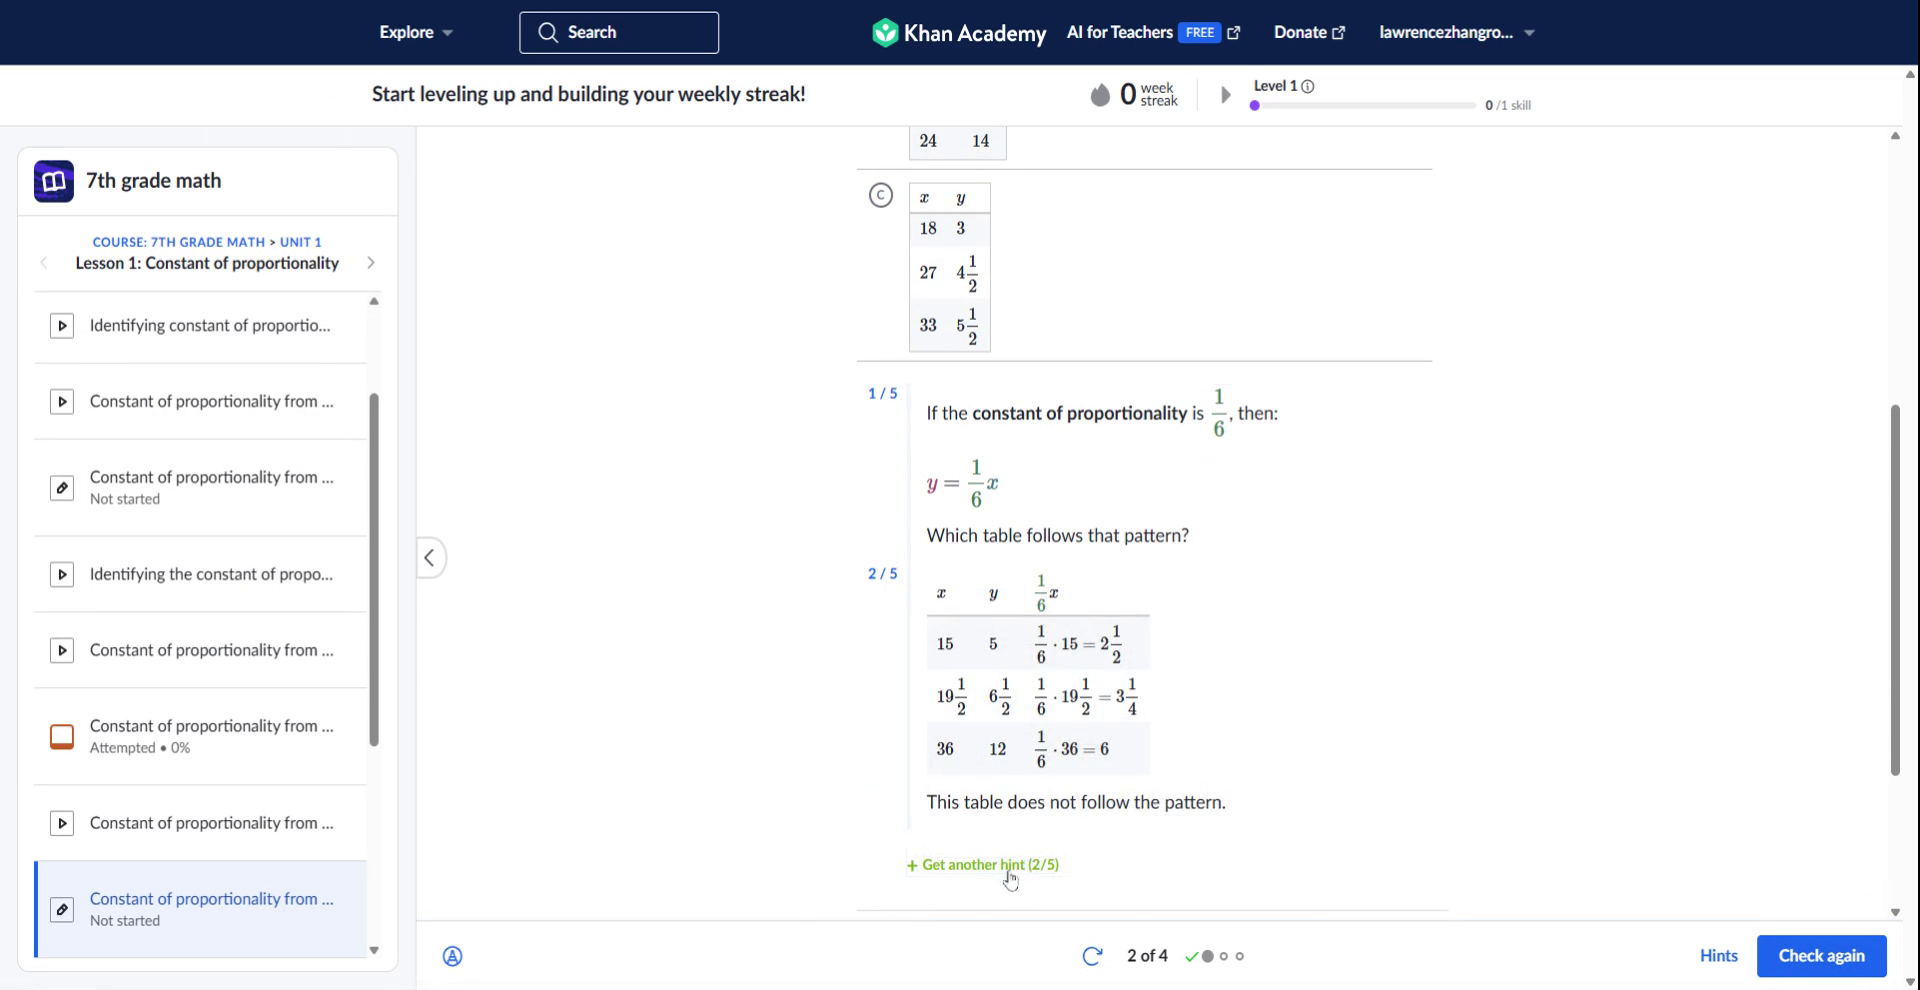 Explore
Search
Khan Academy
AI for Teachers FREE
Donate
lawrencezhangro...
Start leveling up and building your weekly streak!
0 week streak
Level 1
0 /1 skill
7th grade math
COURSE: 7TH GRADE MATH > UNIT 1
Lesson 1: Constant of proportionality
Identifying constant of proportio...
Constant of proportionality from ...
Constant of proportionality from ...
Not started
Identifying the constant of propo...
Constant of proportionality from ...
Constant of proportionality from ...
Attempted • 0%
Constant of proportionality from ...
Constant of proportionality from ...
Not started
24 14
C
x y
18 3
27 4 1/2
33 5 1/2
1 / 5
If the constant of proportionality is 1/6, then:
y = 1/6 x
Which table follows that pattern?
2 / 5
x y 1/6 x
15 5 1/6 · 15 = 2 1/2
19 1/2 6 1/2 1/6 · 19 1/2 = 3 1/4
36 12 1/6 · 36 = 6
This table does not follow the pattern.
+ Get another hint (2/5)
2 of 4
Hints
Check again